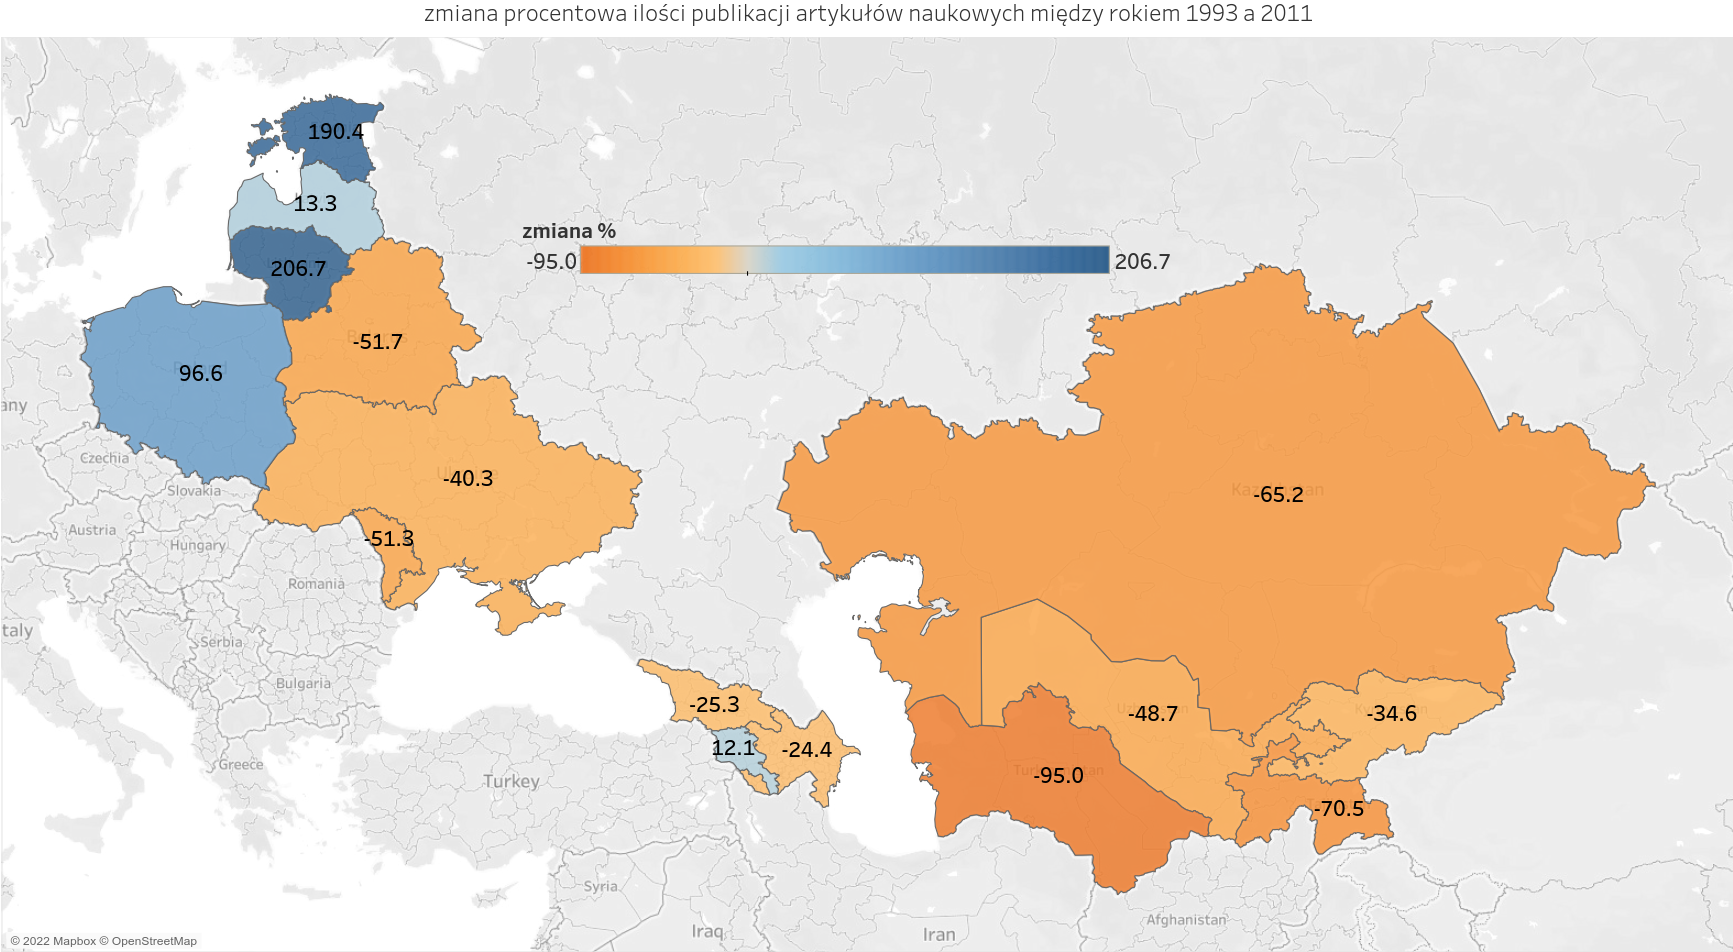 zmiana procentowa ilości publikacji artykułów naukowych między rokiem 1993 a 2011
190.4
13.3
zmiana %
-95.0
206.7
206.7
-51.7
96.6
any
Czechia
-40.3
Kazakhstan
-65.2
Slovakia
Austria
-51.3
Hungary
Romania
taly
Serbia
Bulgaria
-25.3
-48.7
-34.6
12.1
-24.4
Greece
Turkey
-95.0
-70.5
Syria
Afghanistan
Iraq
Iran
© 2022 Mapbox © OpenStreetMap